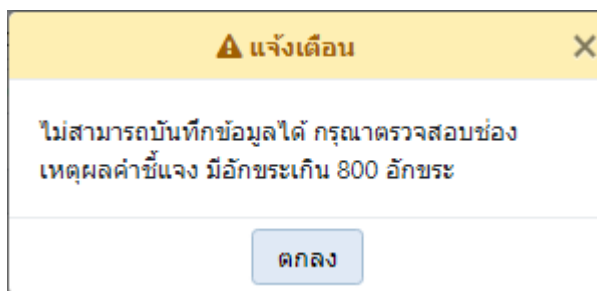 แจ้งเตือน
ไม่สามารถบันทึกข้อมูลได้ กรุณาตรวจสอบช่อง
เหตุผลคำชี้แจง มีอักขระเกิน 800 อักขระ
ตกลง